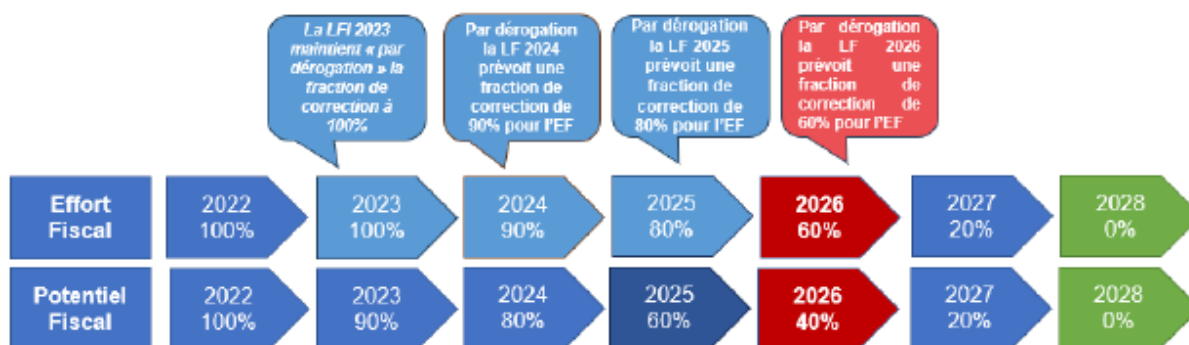 La LFI 2023
maintient « par
dérogation » la
fraction de
correction à
100%
Par dérogation
la LF 2024
prévoit une
fraction de
correction de
90% pour l'EF
Par dérogation
la LF 2025
prévoit une
fraction de
correction de
80% pour l'EF
Par dérogation
la LF 2026
prévoit une
fraction de
correction de
60% pour l'EF
Effort
Fiscal
2022
100%
2023
100%
2024
90%
2025
80%
2026
60%
2027
20%
2028
0%
Potentiel
Fiscal
2022
100%
2023
90%
2024
80%
2025
60%
2026
40%
2027
20%
2028
0%